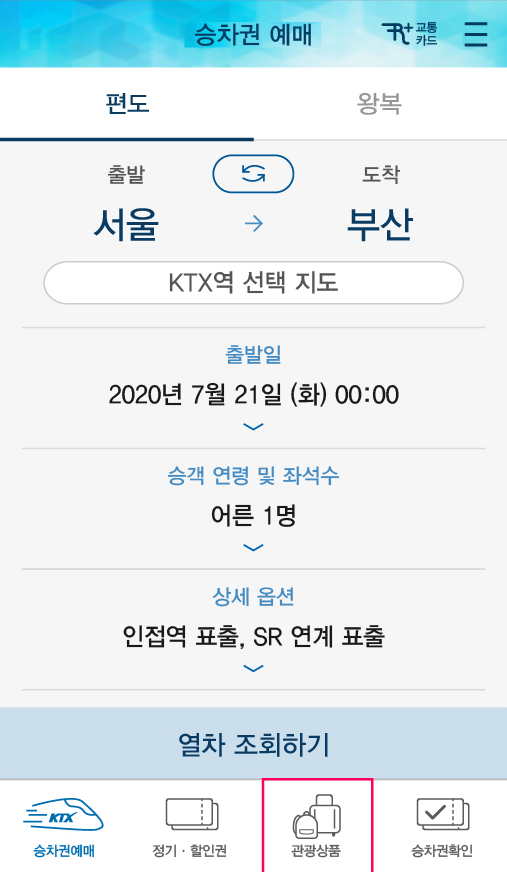 승차권 예매
R+ 교통
카드
편도
왕복
출발
도착
서울
부산
KTX역 선택 지도
출발일
2020년 7월 21일 (화) 00:00
승객 연령 및 좌석수
어른 1명
상세 옵션
인접역 표출, SR 연계 표출
열차 조회하기
KTX
승차권예매
정기 · 할인권
관광상품
승차권확인